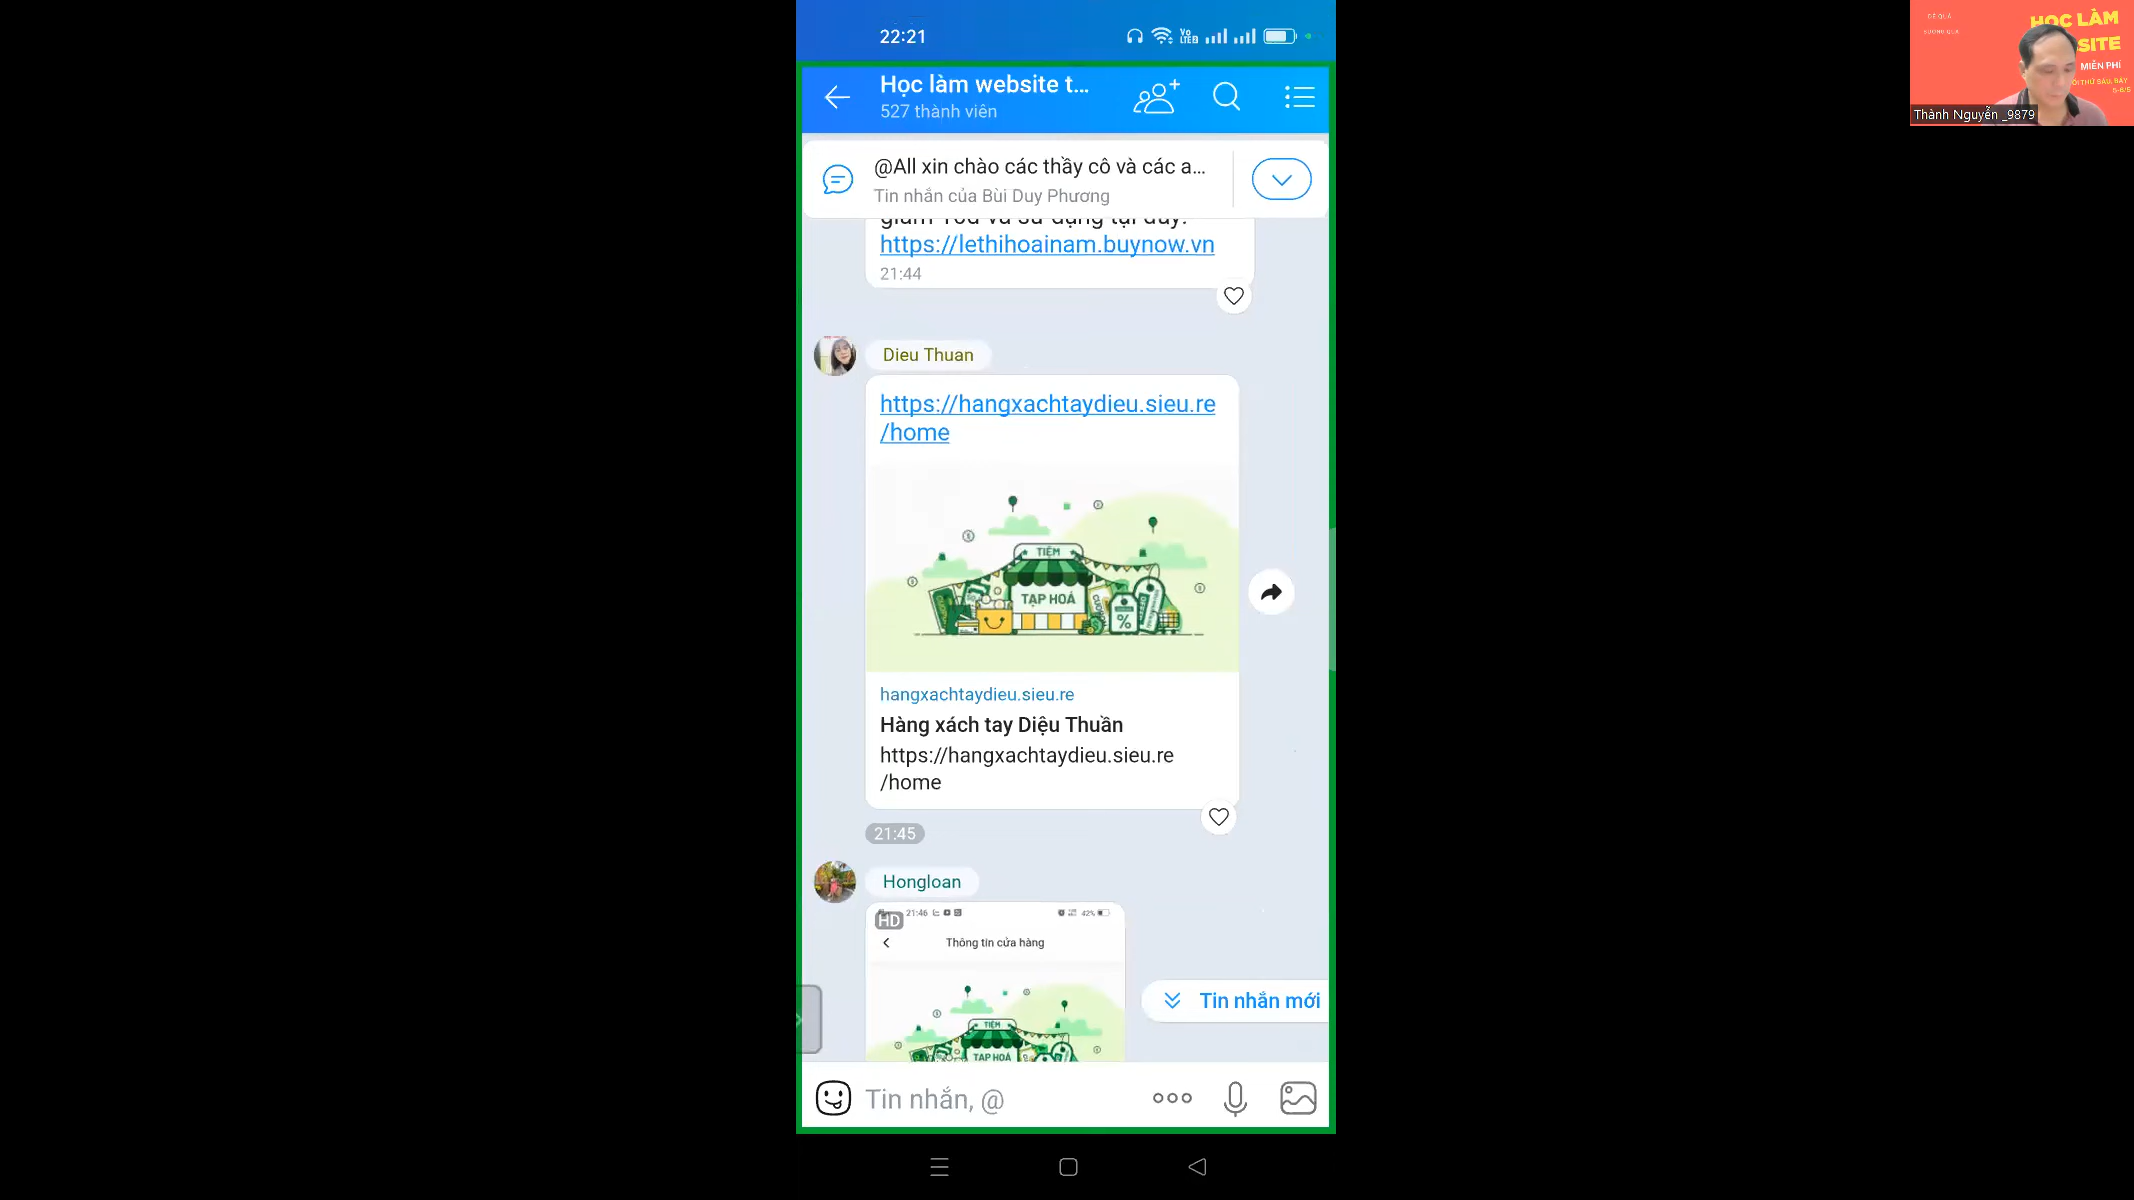 22:21
Học làm website t...
527 thành viên
@All xin chào các thầy cô và các a...
Tin nhắn của Bùi Duy Phương
https://lethihoainam.buynow.vn
21:44
Dieu Thuan
https://hangxachtaydieu.sieu.re
/home
TIỆM
TẠP HOÁ
%
hangxachtaydieu.sieu.re
Hàng xách tay Diệu Thuần
https://hangxachtaydieu.sieu.re
/home
21:45
Hongloan
HD
21:46
42%
Thông tin cửa hàng
TIỆM
TẠP HOÁ
Tin nhắn mới
Tin nhắn, @
HỌC LÀM
SITE
MIỄN PHÍ
Thành Nguyễn _9879